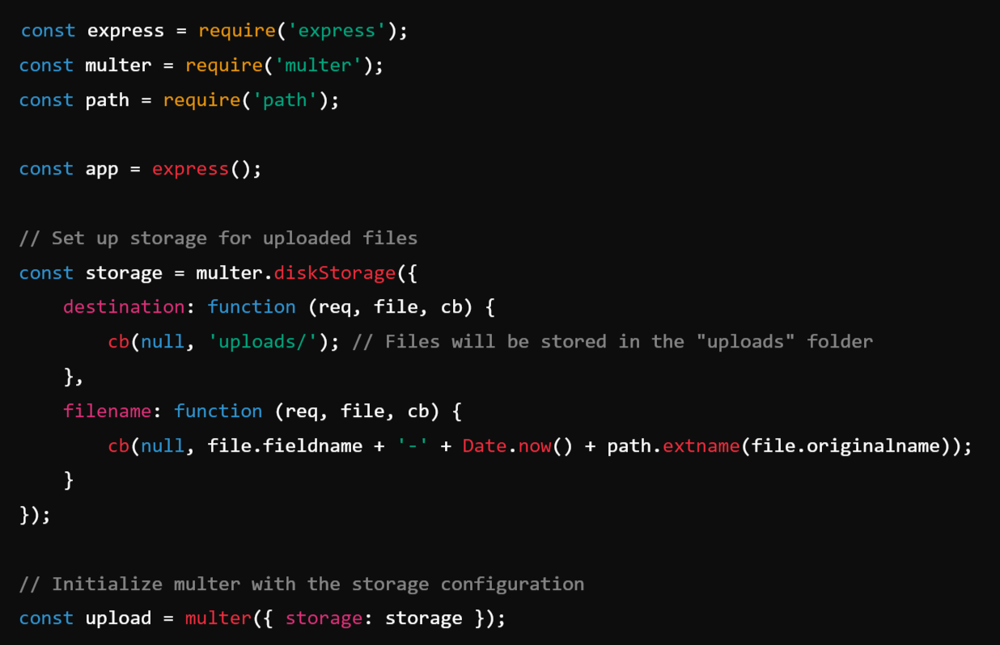 const express = require('express');
const multer = require('multer');
const path = require('path');

const app = express();

// Set up storage for uploaded files
const storage = multer.diskStorage({
    destination: function (req, file, cb) {
        cb(null, 'uploads/'); // Files will be stored in the "uploads" folder
    },
    filename: function (req, file, cb) {
        cb(null, file.fieldname + '-' + Date.now() + path.extname(file.originalname));
    }
});

// Initialize multer with the storage configuration
const upload = multer({ storage: storage });